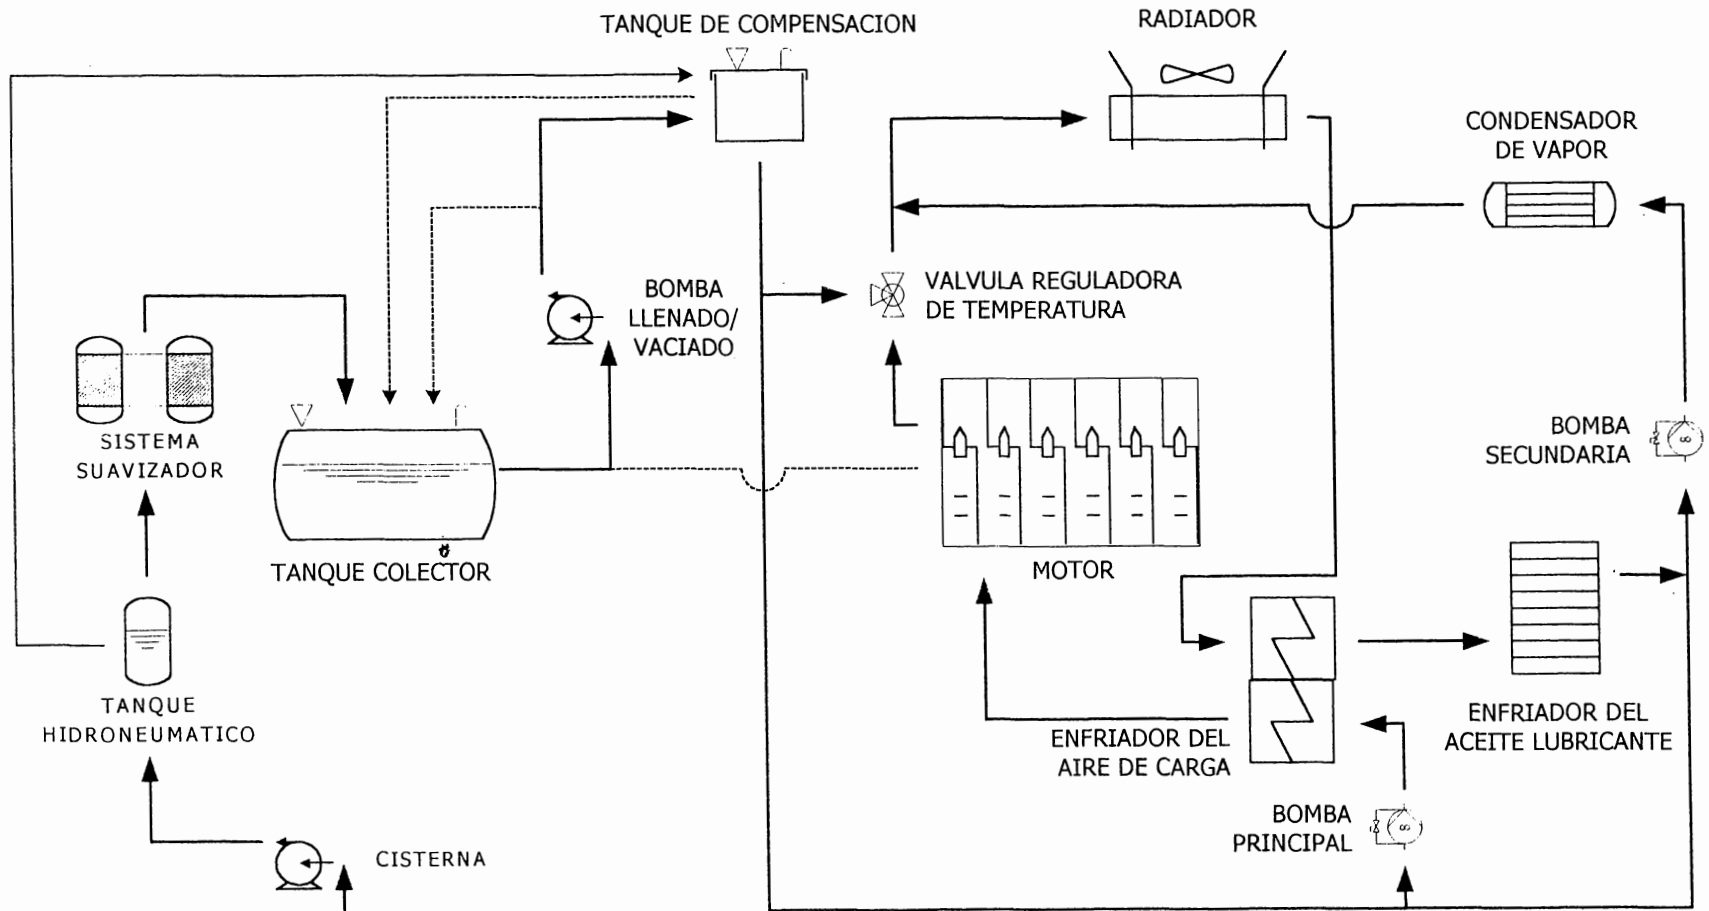 TANQUE DE COMPENSACION
RADIADOR
CONDENSADOR
DE VAPOR
BOMBA
LLENADO/
VACIADO
VALVULA REGULADORA
DE TEMPERATURA
SISTEMA
SUAVIZADOR
BOMBA
SECUNDARIA
TANQUE COLECTOR
MOTOR
TANQUE
HIDRONEUMATICO
ENFRIADOR DEL
AIRE DE CARGA
ENFRIADOR DEL
ACEITE LUBRICANTE
BOMBA
PRINCIPAL
CISTERNA